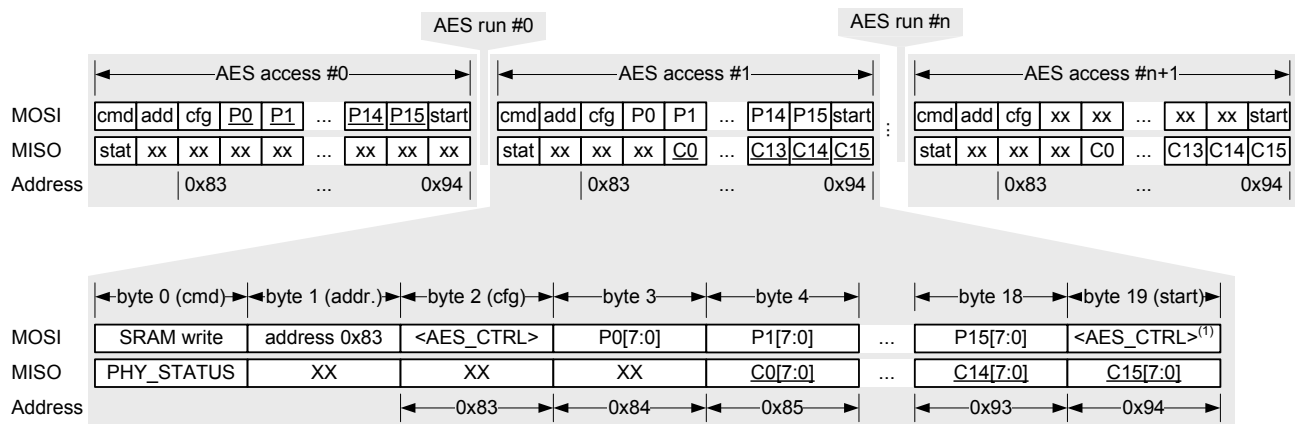 AES run #0
AES run #n
AES access #0
AES access #1
AES access #n+1
MOSI cmd add cfg P0 P1 ... P14 P15 start cmd add cfg P0 P1 ... P14 P15 start ... cmd add cfg xx xx ... xx xx start
MISO stat xx xx xx xx ... xx xx xx stat xx xx xx C0 ... C13 C14 C15 stat xx xx xx C0 ... C13 C14 C15
Address 0x83 ... 0x94 0x83 ... 0x94 0x83 ... 0x94
byte 0 (cmd) byte 1 (addr.) byte 2 (cfg) byte 3 byte 4 byte 18 byte 19 (start)
MOSI SRAM write address 0x83 <AES_CTRL> P0[7:0] P1[7:0] ... P15[7:0] <AES_CTRL>(1)
MISO PHY_STATUS XX XX XX C0[7:0] ... C14[7:0] C15[7:0]
Address 0x83 0x84 0x85 0x93 0x94